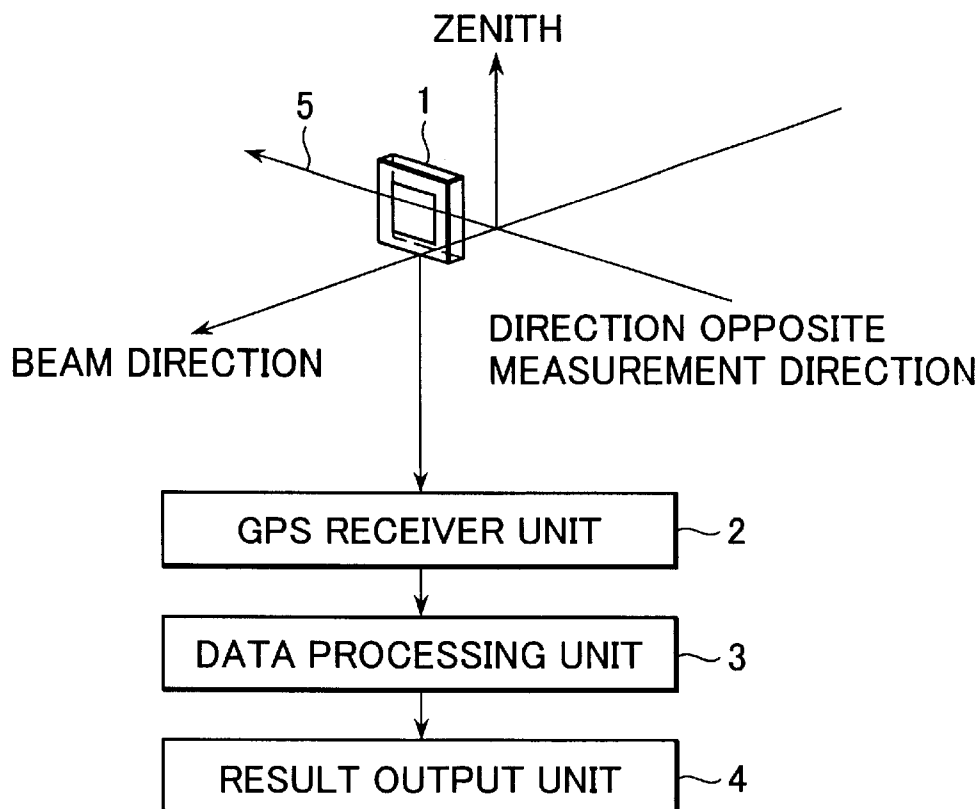 ZENITH
5
1
BEAM DIRECTION
DIRECTION OPPOSITE
MEASUREMENT DIRECTION
GPS RECEIVER UNIT
2
DATA PROCESSING UNIT
3
RESULT OUTPUT UNIT
4